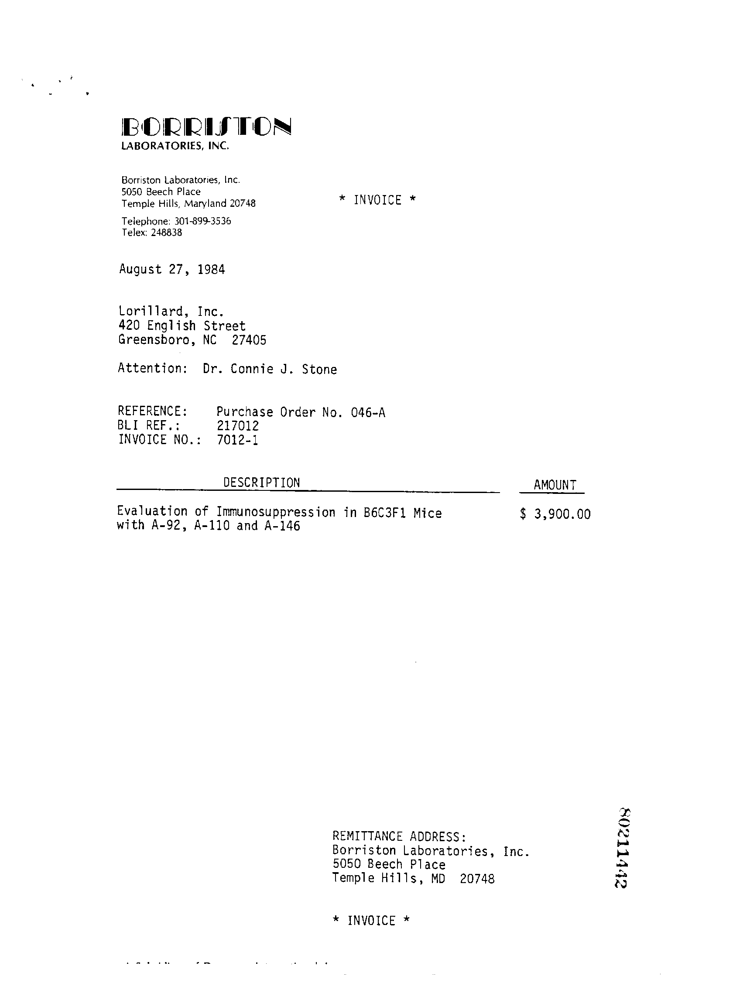 BORRISTON
LABORATORIES, INC.
Borriston Laboratories, Inc.
5050 Beech Place
Temple Hills, Maryland 20748
Telephone: 301-899-3536
Telex: 248838
* INVOICE *
August 27, 1984
Lorillard, Inc.
420 English Street
Greensboro, NC 27405
Attention: Dr. Connie J. Stone
REFERENCE: Purchase Order No. 046-A
BLI REF.: 217012
INVOICE NO.: 7012-1
DESCRIPTION AMOUNT
Evaluation of Immunosuppression in B6C3F1 Mice $ 3,900.00
with A-92, A-110 and A-146
REMITTANCE ADDRESS:
Borriston Laboratories, Inc.
5050 Beech Place
Temple Hills, MD 20748
* INVOICE *
80211442